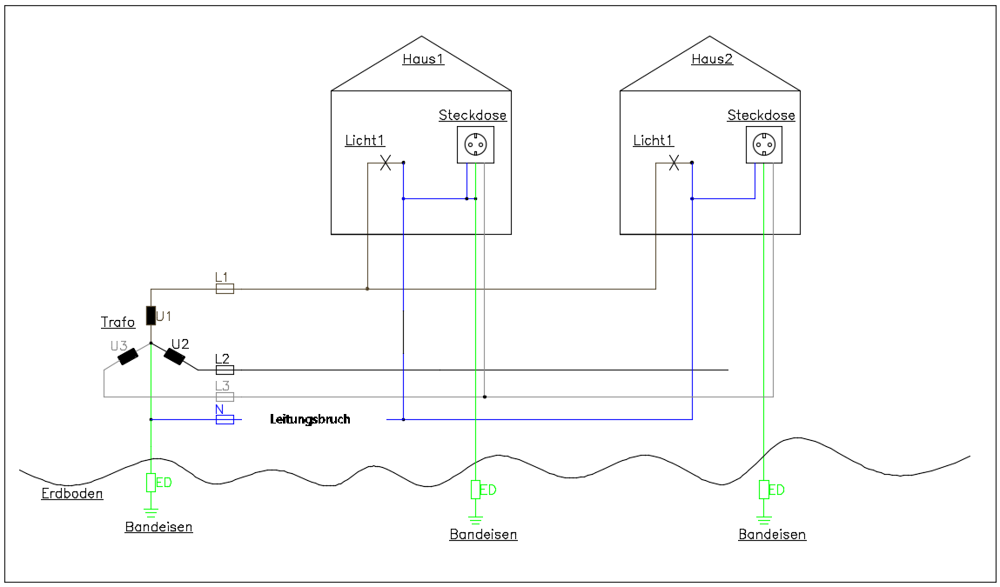 Haus1
Haus2
Steckdose
Steckdose
Licht1
Licht1
L1
U1
Trafo
U3
U2
L2
L3
N
Leitungsbruch
ED
ED
ED
Erdboden
Bandeisen
Bandeisen
Bandeisen